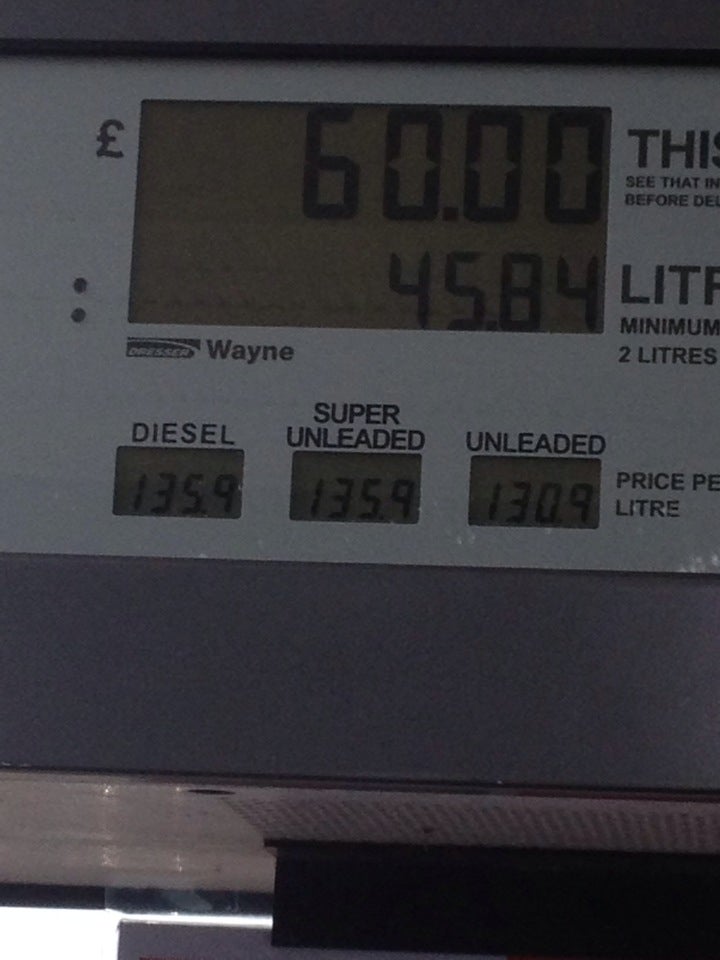 £ 60.00 THIS
SEE THAT IN
BEFORE DEL
45.84 LITR
MINIMUM
2 LITRES
DRESSER Wayne
DIESEL SUPER UNLEADED UNLEADED
135.9 135.9 130.9 PRICE PE
LITRE